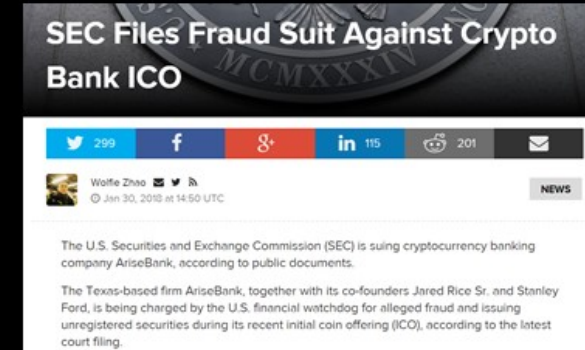 SEC Files Fraud Suit Against Crypto
Bank ICO
MCMXXXIV
299 f g+ in 115 201
Wolfie Zhao
Jan 30, 2018 at 14:50 UTC
NEWS
The U.S. Securities and Exchange Commission (SEC) is suing cryptocurrency banking
company AriseBank, according to public documents.
The Texas-based firm AriseBank, together with its co-founders Jared Rice Sr. and Stanley
Ford, is being charged by the U.S. financial watchdog for alleged fraud and issuing
unregistered securities during its recent initial coin offering (ICO), according to the latest
court filing.